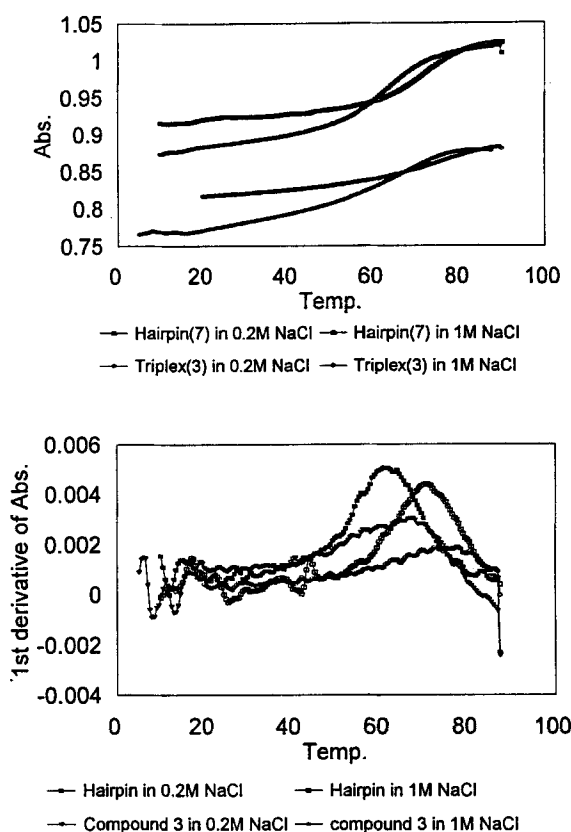 1.05
1
0.95
0.9
0.85
0.8
0.75
Abs.
0 20 40 60 80 100
Temp.
Hairpin(7) in 0.2M NaCl Hairpin(7) in 1M NaCl
Triplex(3) in 0.2M NaCl Triplex(3) in 1M NaCl
0.006
0.004
0.002
0
-0.002
-0.004
1st derivative of Abs.
0 20 40 60 80 100
Temp.
Hairpin in 0.2M NaCl Hairpin in 1M NaCl
Compound 3 in 0.2M NaCl compound 3 in 1M NaCl